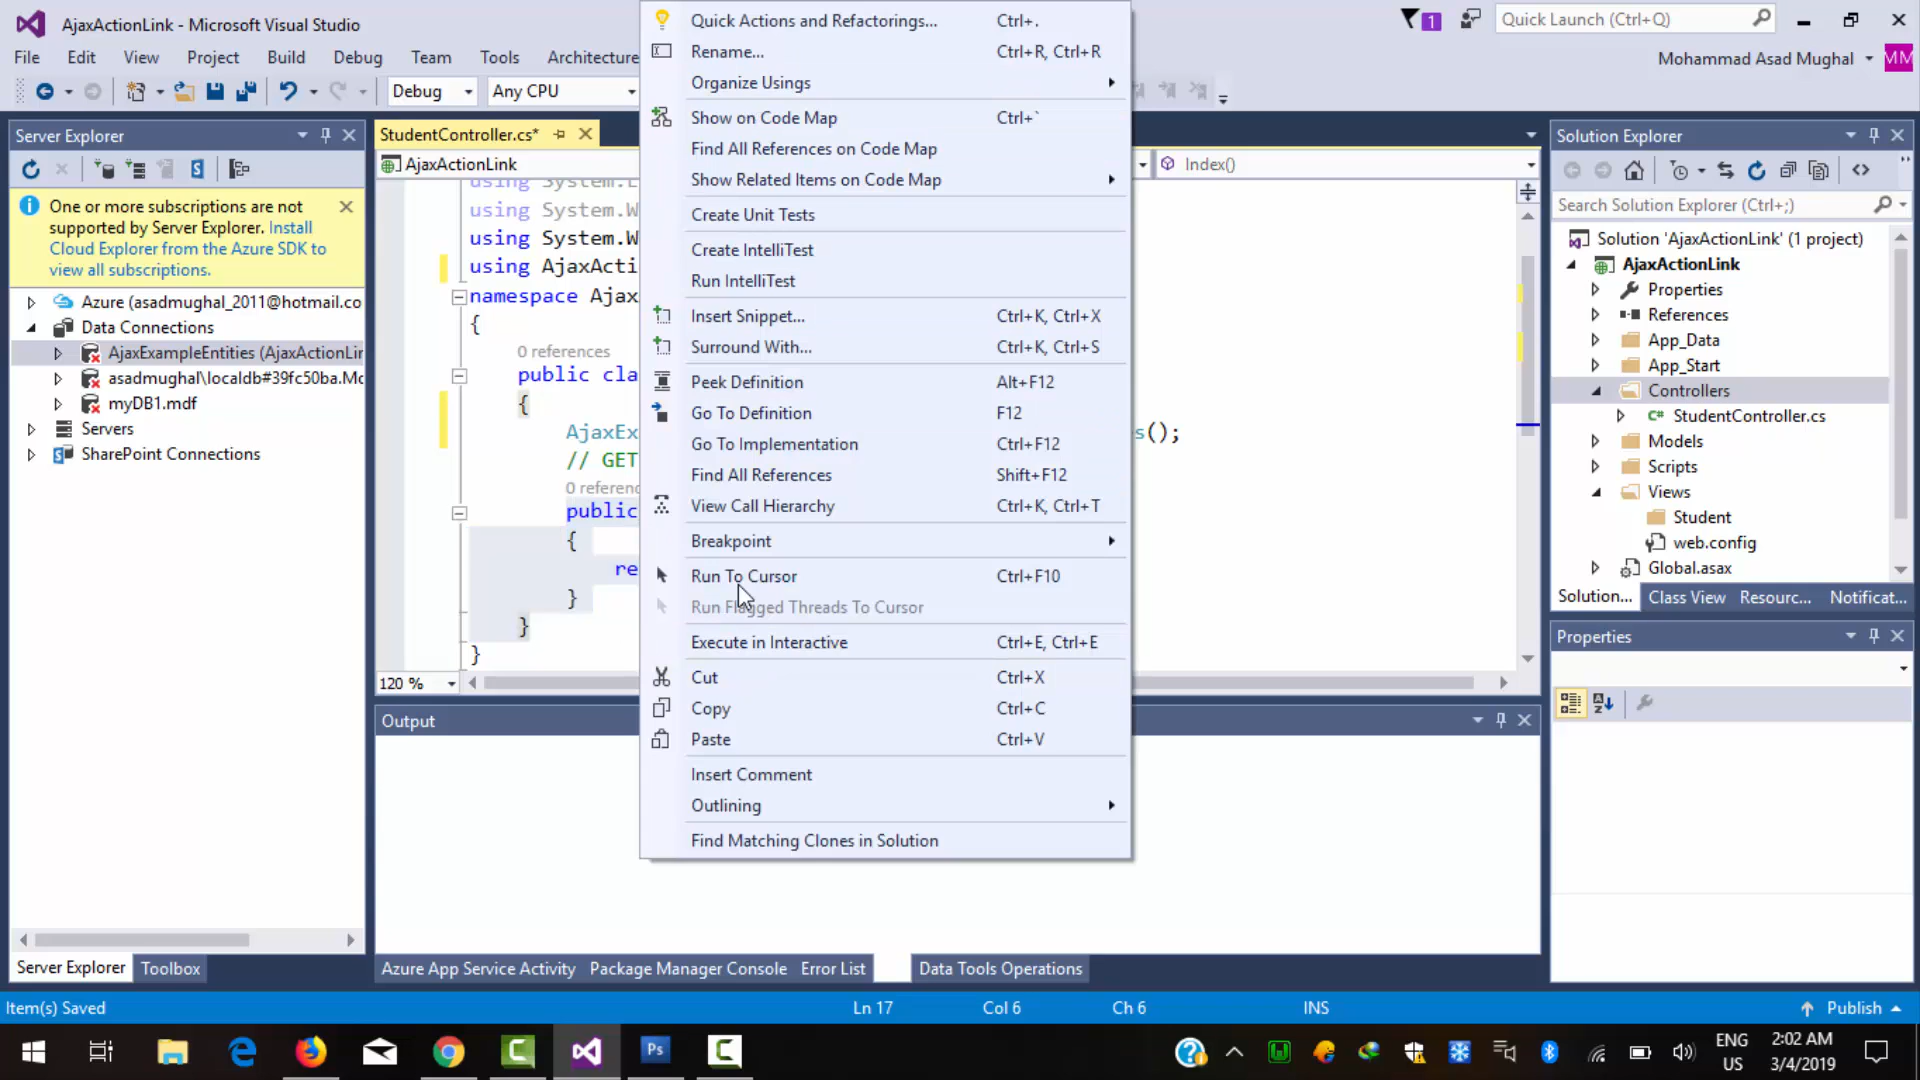 AjaxActionLink - Microsoft Visual Studio
1
Quick Launch (Ctrl+Q)
File Edit View Project Build Debug Team Tools Architecture
Mohammad Asad Mughal MM
Debug Any CPU
Server Explorer
One or more subscriptions are not
supported by Server Explorer. Install
Cloud Explorer from the Azure SDK to
view all subscriptions.
Azure (asadmughal_2011@hotmail.co
Data Connections
AjaxExampleEntities (AjaxActionLin
asadmughal\localdb#39fc50ba.Mc
myDB1.mdf
Servers
SharePoint Connections
Server Explorer Toolbox
StudentController.cs*
AjaxActionLink
Index()
using System.L
using System.W
using System.W
using AjaxActi
namespace Ajax
{
0 references
public cla
{
AjaxEx
s();
// GET
0 referenc
public
{
re
}
}
}
120 %
Quick Actions and Refactorings... Ctrl+.
Rename... Ctrl+R, Ctrl+R
Organize Usings
Show on Code Map Ctrl+`
Find All References on Code Map
Show Related Items on Code Map
Create Unit Tests
Create IntelliTest
Run IntelliTest
Insert Snippet... Ctrl+K, Ctrl+X
Surround With... Ctrl+K, Ctrl+S
Peek Definition Alt+F12
Go To Definition F12
Go To Implementation Ctrl+F12
Find All References Shift+F12
View Call Hierarchy Ctrl+K, Ctrl+T
Breakpoint
Run To Cursor Ctrl+F10
Run Flagged Threads To Cursor
Execute in Interactive Ctrl+E, Ctrl+E
Cut Ctrl+X
Copy Ctrl+C
Paste Ctrl+V
Insert Comment
Outlining
Find Matching Clones in Solution
Output
Azure App Service Activity Package Manager Console Error List Data Tools Operations
Solution Explorer
Search Solution Explorer (Ctrl+;)
Solution 'AjaxActionLink' (1 project)
AjaxActionLink
Properties
References
App_Data
App_Start
Controllers
C# StudentController.cs
Models
Scripts
Views
Student
web.config
Global.asax
Solution... Class View Resourc... Notificat...
Properties
Item(s) Saved Ln 17 Col 6 Ch 6 INS Publish
Ps
ENG
US
2:02 AM
3/4/2019